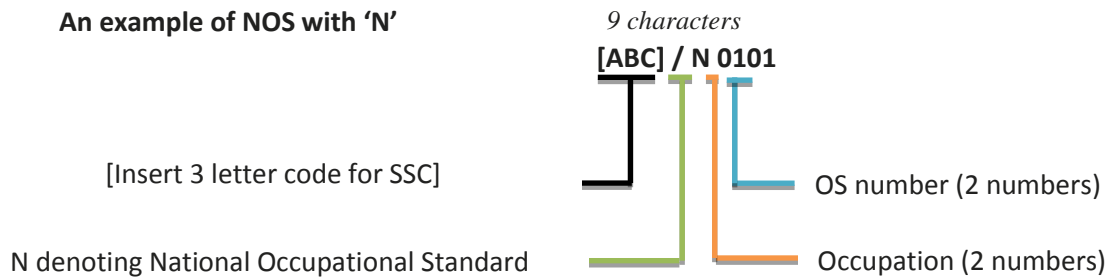 An example of NOS with ‘N’
9 characters
[ABC] / N 0101
[Insert 3 letter code for SSC]
OS number (2 numbers)
N denoting National Occupational Standard
Occupation (2 numbers)